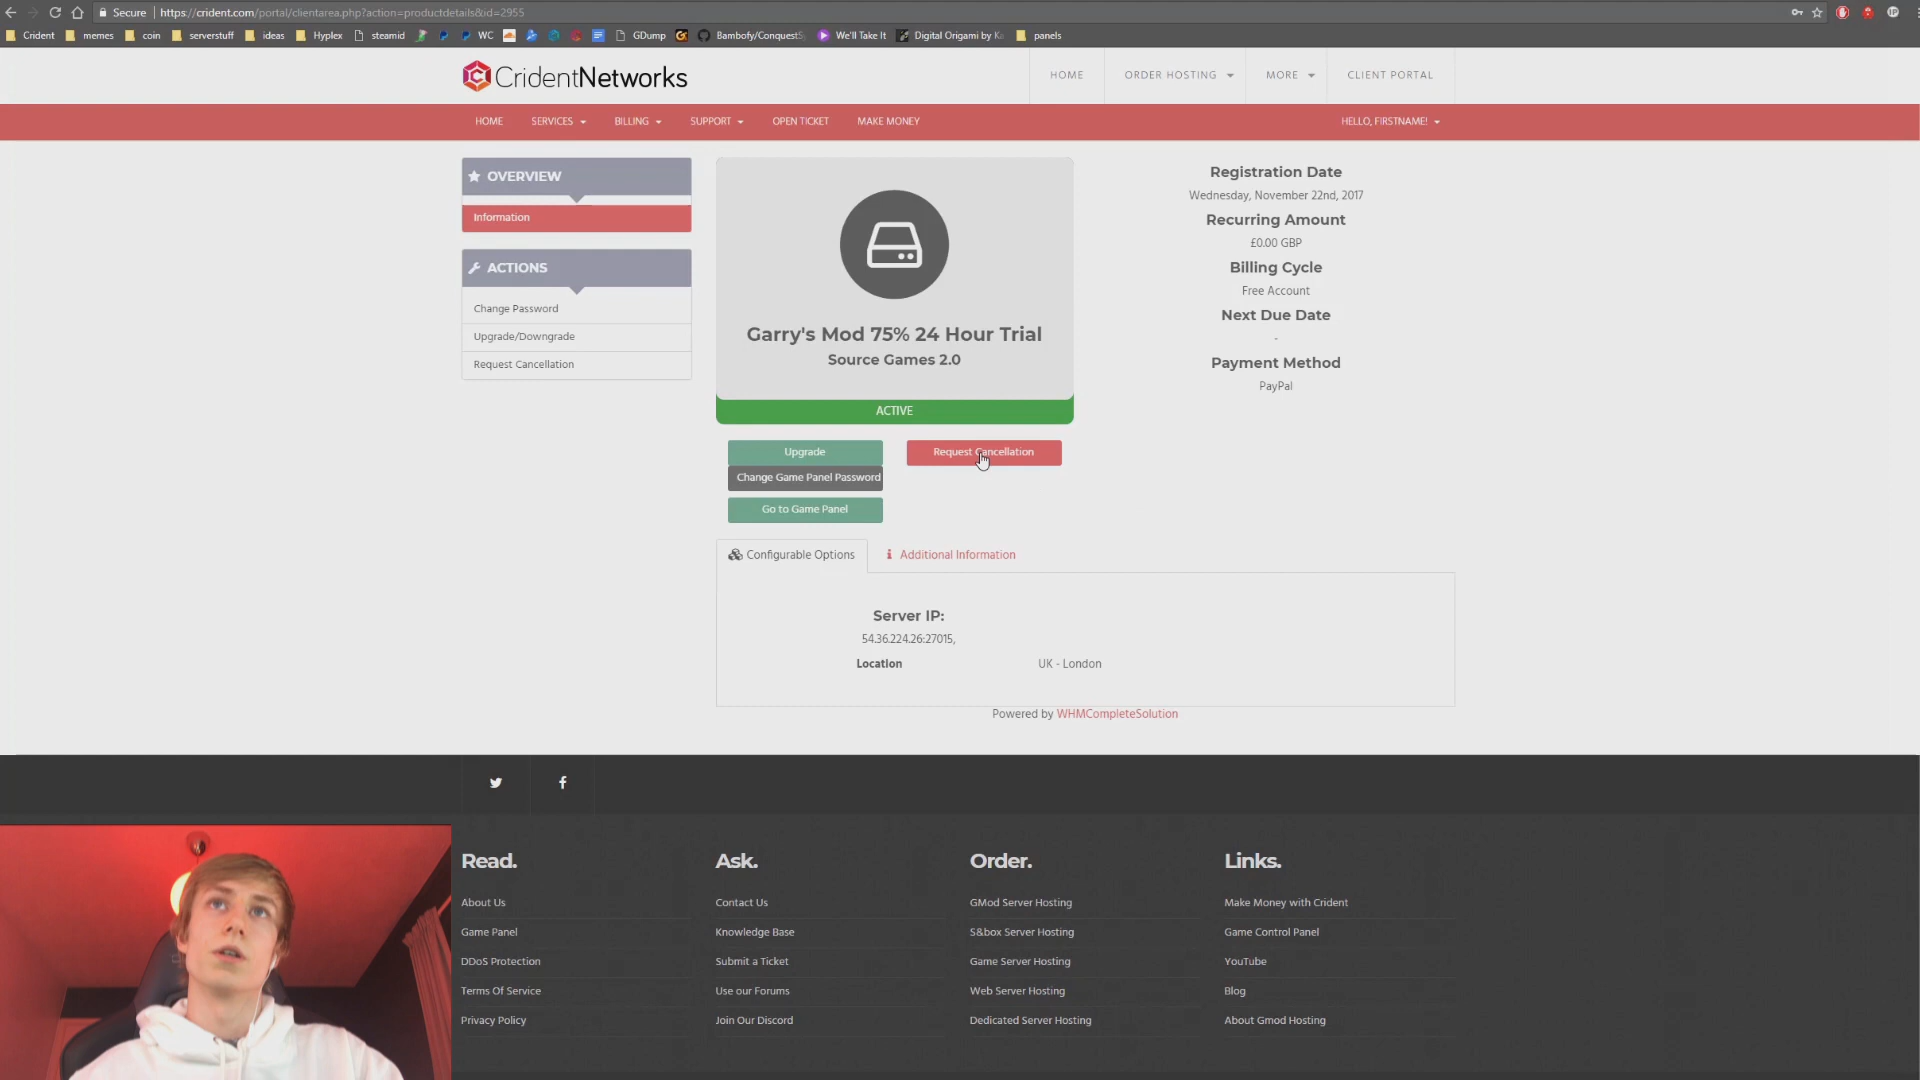 Secure https://crident.com/portal/clientarea.php?action=productdetails&id=2955
Crident memes coin serverstuff ideas Hyplex steamid WC GDump Bambofy/ConquestS We'll Take It Digital Origami by Ka panels
CridentNetworks
HOME ORDER HOSTING MORE CLIENT PORTAL
HOME SERVICES BILLING SUPPORT OPEN TICKET MAKE MONEY HELLO, FIRSTNAME!
OVERVIEW
Information
ACTIONS
Change Password
Upgrade/Downgrade
Request Cancellation
Garry's Mod 75% 24 Hour Trial
Source Games 2.0
ACTIVE
Upgrade
Request Cancellation
Change Game Panel Password
Go to Game Panel
Registration Date
Wednesday, November 22nd, 2017
Recurring Amount
£0.00 GBP
Billing Cycle
Free Account
Next Due Date
-
Payment Method
PayPal
Configurable Options Additional Information
Server IP:
54.36.224.26:27015,
Location UK - London
Powered by WHMCompleteSolution
Read.
About Us
Game Panel
DDoS Protection
Terms Of Service
Privacy Policy
Ask.
Contact Us
Knowledge Base
Submit a Ticket
Use our Forums
Join Our Discord
Order.
GMod Server Hosting
S&box Server Hosting
Game Server Hosting
Web Server Hosting
Dedicated Server Hosting
Links.
Make Money with Crident
Game Control Panel
YouTube
Blog
About Gmod Hosting